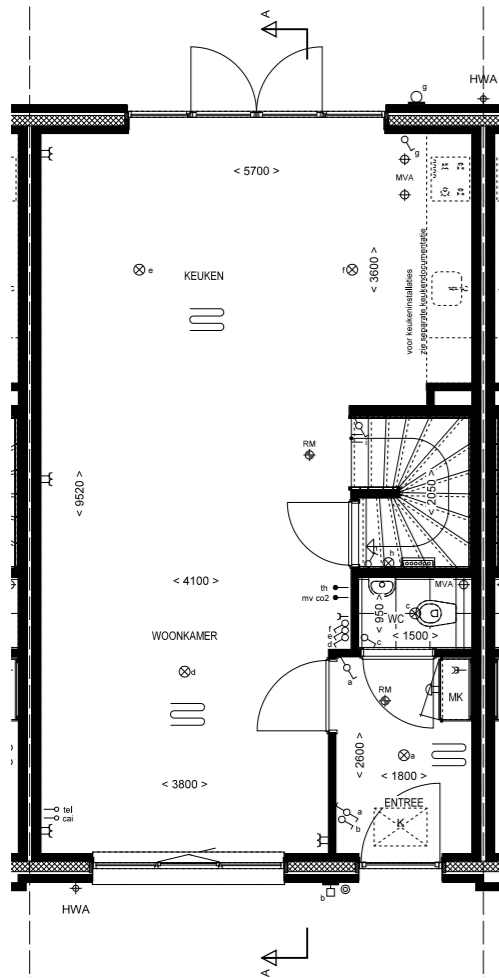 A
g
HWA
g
MVA
< 5700 >
e
KEUKEN
f
< 3600 >
voor keukeninstallaties
zie separate keukendocumentatie
RM
< 9520 >
< 2050 >
h
< 4100 >
th
mv co2
MVA
c
WC
< 950 >
< 1500 >
c
f
e
d
WOONKAMER
d
a
RM
MK
< 2600 >
a
< 1800 >
< 3800 >
ENTREE
K
a
b
tel
cai
b
HWA
A